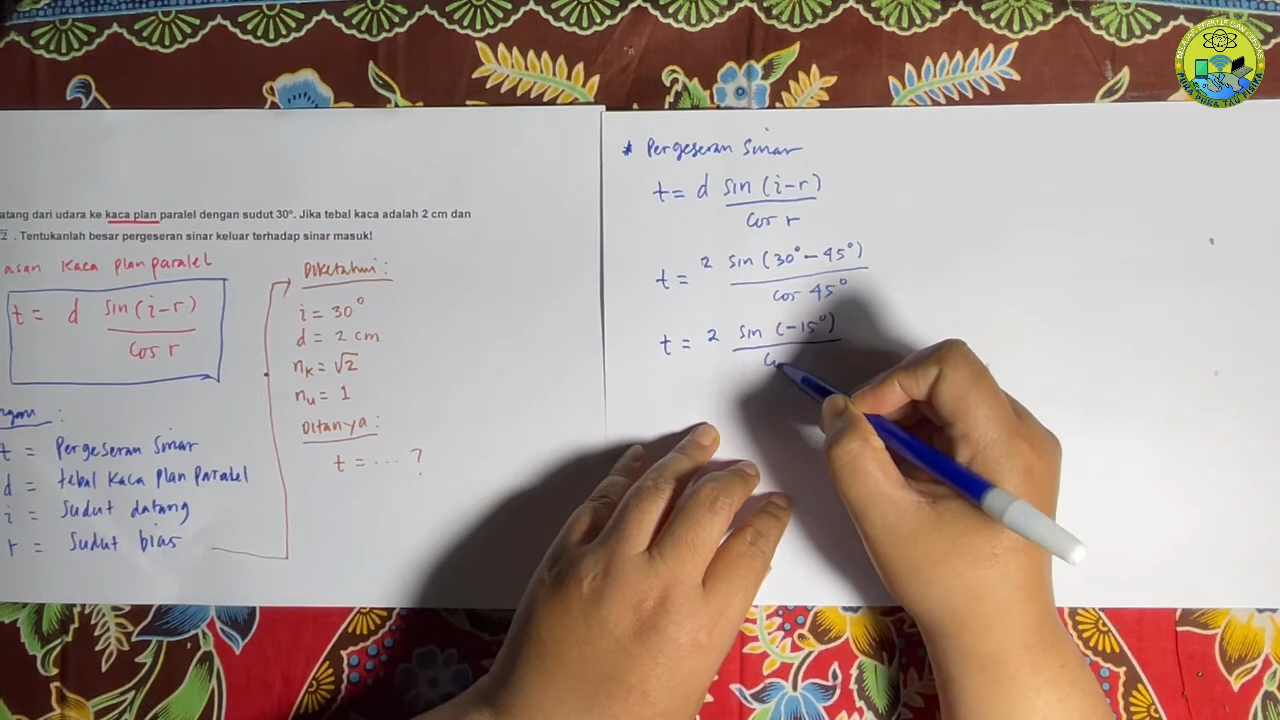 atang dari udara ke kaca plan paralel dengan sudut 30°. Jika tebal kaca adalah 2 cm dan
√2 . Tentukanlah besar pergeseran sinar keluar terhadap sinar masuk!
asan Kaca Planparalel
t = d sin (i-r)
cos r
t = Pergeseran Sinar
d = tebal Kaca Plan Paralel
i = Sudut datang
r = Sudut bias
Diketahui :
i = 30°
d = 2 cm
nK = √2
nu = 1
Ditanya :
t = .... ?
* Pergeseran Sinar
t = d sin (i-r)
cos r
t = 2 sin (30° - 45°)
cos 45°
t = 2 sin (-15°)